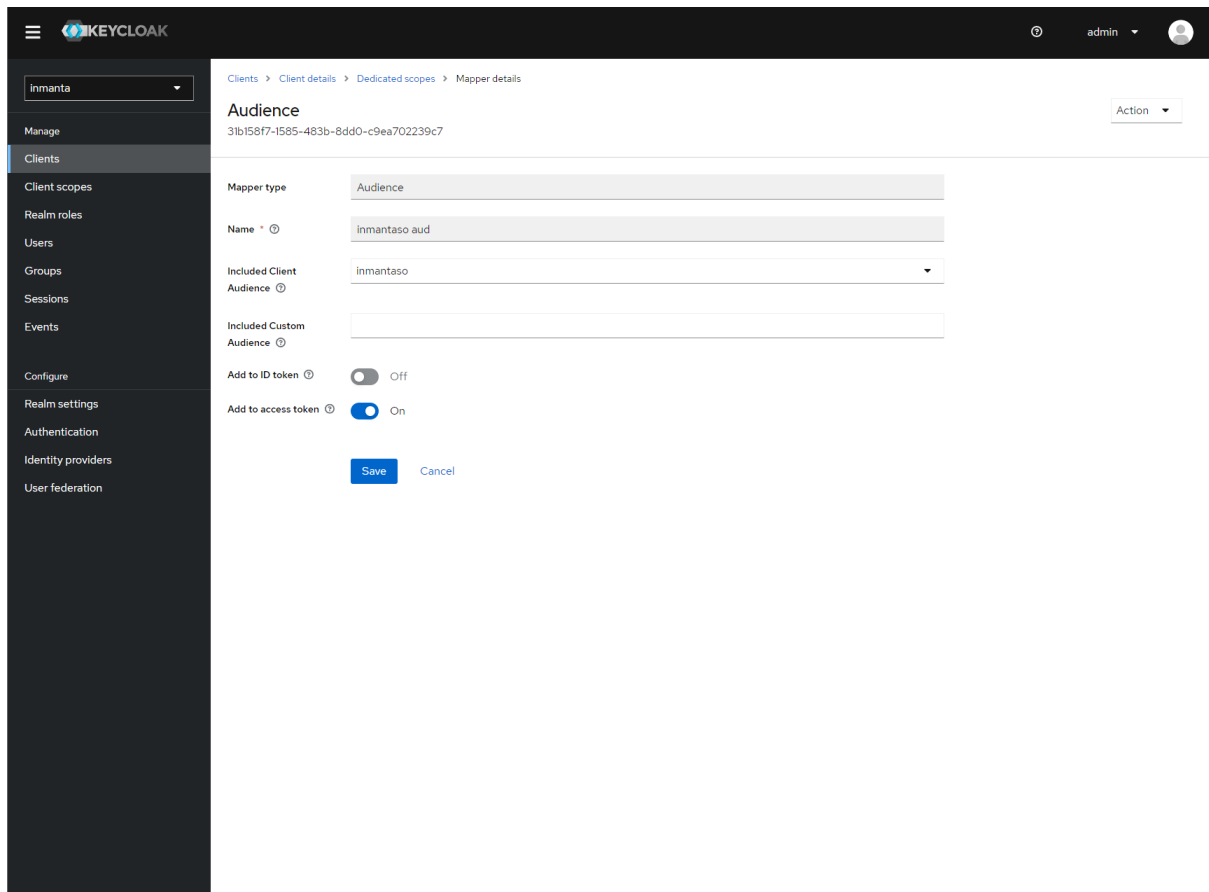 KEYCLOAK
admin
inmanta
Manage
Clients
Client scopes
Realm roles
Users
Groups
Sessions
Events
Configure
Realm settings
Authentication
Identity providers
User federation
Clients > Client details > Dedicated scopes > Mapper details
Audience
31b158f7-1585-483b-8dd0-c9ea702239c7
Action
Mapper type
Audience
Name *
inmantaso aud
Included Client
Audience
inmantaso
Included Custom
Audience
Add to ID token
Off
Add to access token
On
Save
Cancel